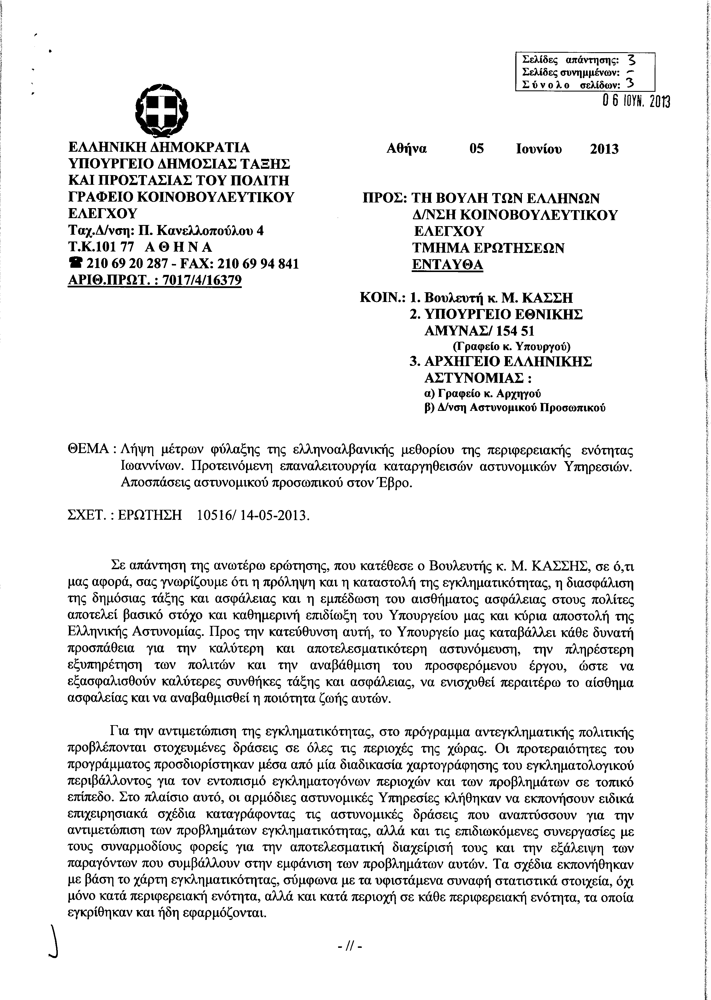 Σελίδες απάντησης: 3
Σελίδες συνημμένων: -
Σύνολο σελίδων: 3
06 ΙΟΥΝ. 2013
ΕΛΛΗΝΙΚΗ ΔΗΜΟΚΡΑΤΙΑ
ΥΠΟΥΡΓΕΙΟ ΔΗΜΟΣΙΑΣ ΤΑΞΗΣ
ΚΑΙ ΠΡΟΣΤΑΣΙΑΣ ΤΟΥ ΠΟΛΙΤΗ
ΓΡΑΦΕΙΟ ΚΟΙΝΟΒΟΥΛΕΥΤΙΚΟΥ
ΕΛΕΓΧΟΥ
Ταχ.Δ/νση: Π. Κανελλοπούλου 4
Τ.Κ.101 77 Α Θ Η Ν Α
☎ 210 69 20 287 - FAX: 210 69 94 841
ΑΡΙΘ.ΠΡΩΤ. : 7017/4/16379
Αθήνα 05 Ιουνίου 2013
ΠΡΟΣ: ΤΗ ΒΟΥΛΗ ΤΩΝ ΕΛΛΗΝΩΝ
Δ/ΝΣΗ ΚΟΙΝΟΒΟΥΛΕΥΤΙΚΟΥ
ΕΛΕΓΧΟΥ
ΤΜΗΜΑ ΕΡΩΤΗΣΕΩΝ
ΕΝΤΑΥΘΑ
ΚΟΙΝ.: 1. Βουλευτή κ. Μ. ΚΑΣΣΗ
2. ΥΠΟΥΡΓΕΙΟ ΕΘΝΙΚΗΣ
ΑΜΥΝΑΣ/ 154 51
(Γραφείο κ. Υπουργού)
3. ΑΡΧΗΓΕΙΟ ΕΛΛΗΝΙΚΗΣ
ΑΣΤΥΝΟΜΙΑΣ :
α) Γραφείο κ. Αρχηγού
β) Δ/νση Αστυνομικού Προσωπικού
ΘΕΜΑ : Λήψη μέτρων φύλαξης της ελληνοαλβανικής μεθορίου της περιφερειακής ενότητας
Ιωαννίνων. Προτεινόμενη επαναλειτουργία καταργηθεισών αστυνομικών Υπηρεσιών.
Αποσπάσεις αστυνομικού προσωπικού στον Έβρο.
ΣΧΕΤ. : ΕΡΩΤΗΣΗ 10516/ 14-05-2013.
Σε απάντηση της ανωτέρω ερώτησης, που κατέθεσε ο Βουλευτής κ. Μ. ΚΑΣΣΗΣ, σε ό,τι
μας αφορά, σας γνωρίζουμε ότι η πρόληψη και η καταστολή της εγκληματικότητας, η διασφάλιση
της δημόσιας τάξης και ασφάλειας και η εμπέδωση του αισθήματος ασφάλειας στους πολίτες
αποτελεί βασικό στόχο και καθημερινή επιδίωξη του Υπουργείου μας και κύρια αποστολή της
Ελληνικής Αστυνομίας. Προς την κατεύθυνση αυτή, το Υπουργείο μας καταβάλλει κάθε δυνατή
προσπάθεια για την καλύτερη και αποτελεσματικότερη αστυνόμευση, την πληρέστερη
εξυπηρέτηση των πολιτών και την αναβάθμιση του προσφερόμενου έργου, ώστε να
εξασφαλισθούν καλύτερες συνθήκες τάξης και ασφάλειας, να ενισχυθεί περαιτέρω το αίσθημα
ασφαλείας και να αναβαθμισθεί η ποιότητα ζωής αυτών.
Για την αντιμετώπιση της εγκληματικότητας, στο πρόγραμμα αντεγκληματικής πολιτικής
προβλέπονται στοχευμένες δράσεις σε όλες τις περιοχές της χώρας. Οι προτεραιότητες του
προγράμματος προσδιορίστηκαν μέσα από μία διαδικασία χαρτογράφησης του εγκληματολογικού
περιβάλλοντος για τον εντοπισμό εγκληματογόνων περιοχών και των προβλημάτων σε τοπικό
επίπεδο. Στο πλαίσιο αυτό, οι αρμόδιες αστυνομικές Υπηρεσίες κλήθηκαν να εκπονήσουν ειδικά
επιχειρησιακά σχέδια καταγράφοντας τις αστυνομικές δράσεις που αναπτύσσουν για την
αντιμετώπιση των προβλημάτων εγκληματικότητας, αλλά και τις επιδιωκόμενες συνεργασίες με
τους συναρμοδίους φορείς για την αποτελεσματική διαχείρισή τους και την εξάλειψη των
παραγόντων που συμβάλλουν στην εμφάνιση των προβλημάτων αυτών. Τα σχέδια εκπονήθηκαν
με βάση το χάρτη εγκληματικότητας, σύμφωνα με τα υφιστάμενα συναφή στατιστικά στοιχεία, όχι
μόνο κατά περιφερειακή ενότητα, αλλά και κατά περιοχή σε κάθε περιφερειακή ενότητα, τα οποία
εγκρίθηκαν και ήδη εφαρμόζονται.
- // -